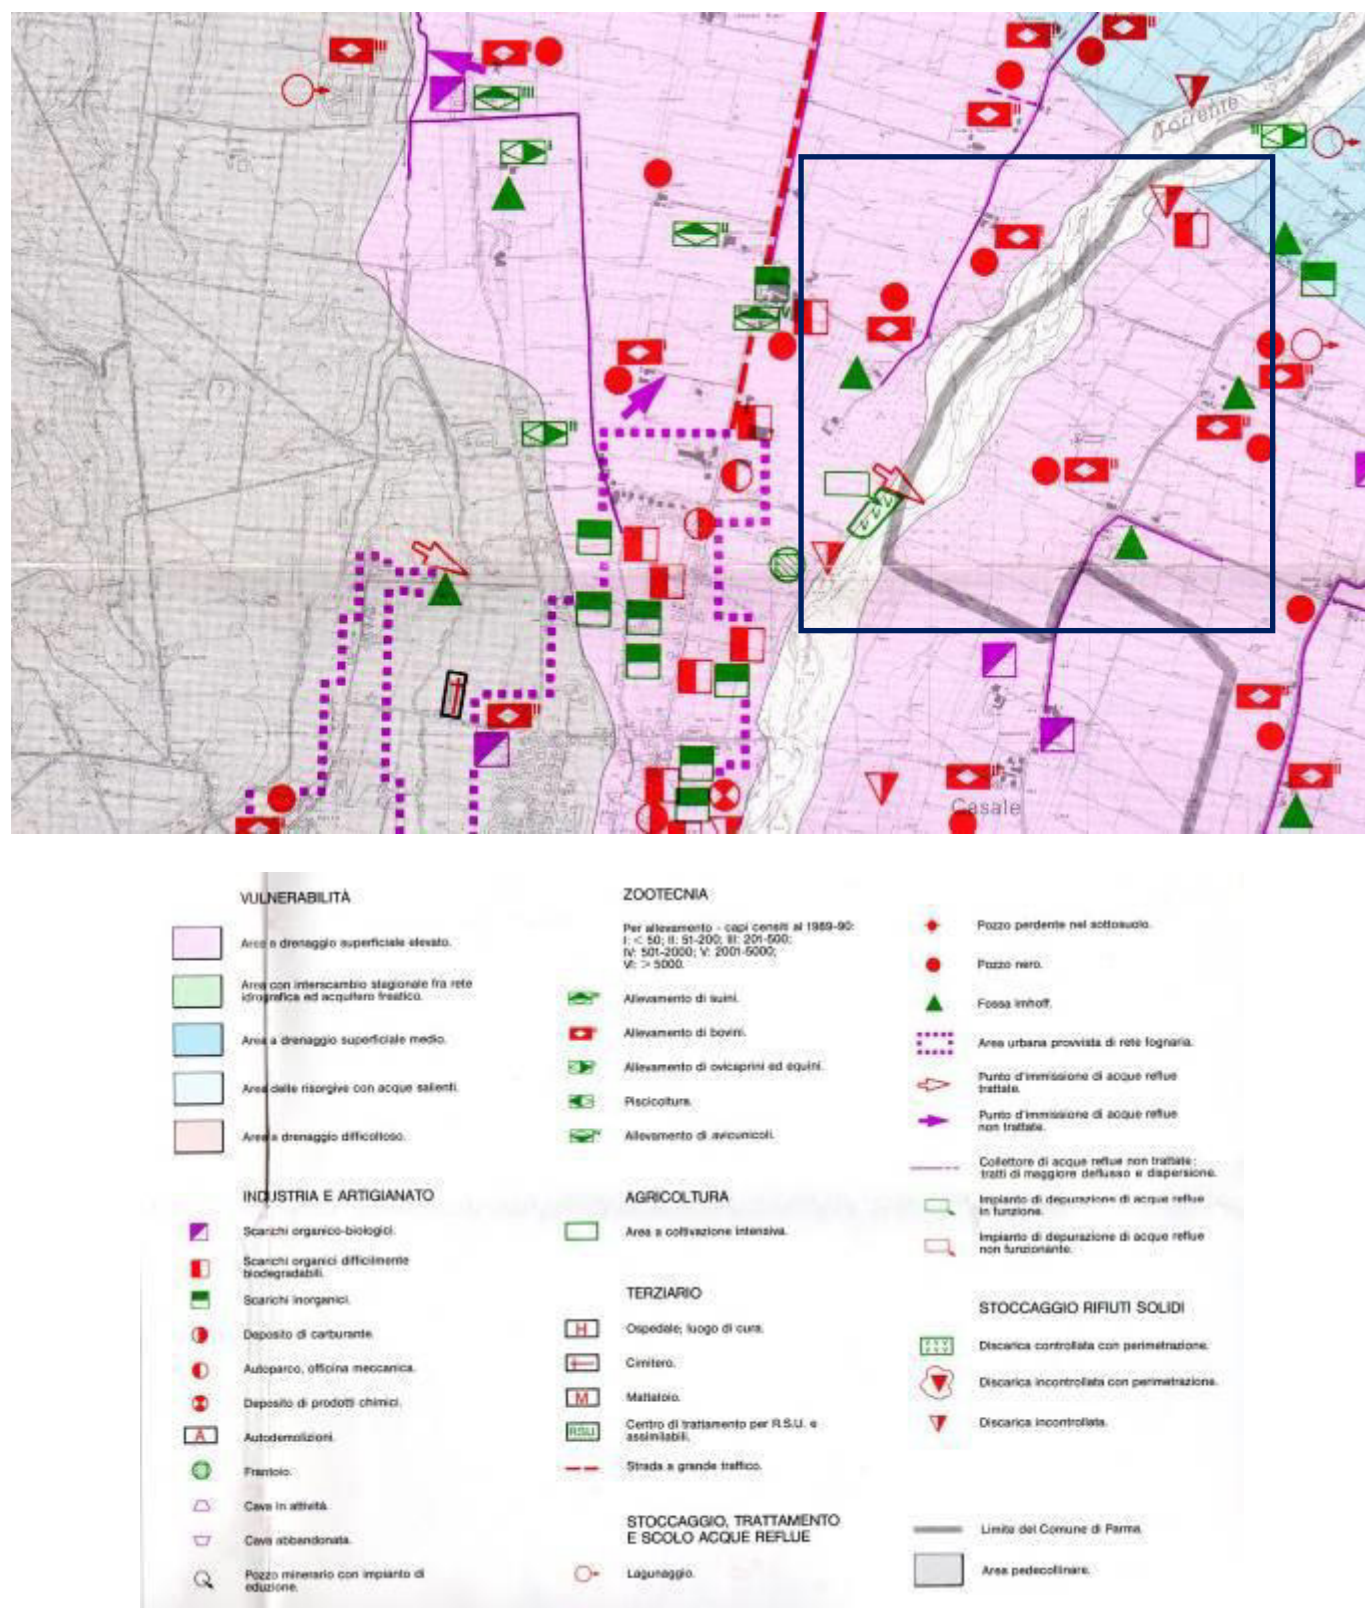 Torrente
Casale
VULNERABILITÀ
Area a drenaggio superficiale elevato.
Area con interscambio stagionale fra rete
idrografica ed acquifero freatico.
Area a drenaggio superficiale medio.
Area delle risorgive con acque salienti.
Area a drenaggio difficoltoso.
INDUSTRIA E ARTIGIANATO
Scarichi organico-biologici.
Scarichi organici difficilmente
biodegradabili.
Scarichi inorganici.
Deposito di carburante.
Autoparco, officina meccanica.
Deposito di prodotti chimici.
A
Autodemolizioni.
Frantoio.
Cava in attività.
Cava abbandonata.
Pozzo minerario con impianto di
eduzione.
ZOOTECNIA
Per allevamento - capi censiti al 1989-90:
I: < 50; II: 51-200; III: 201-500;
IV: 501-2000; V: 2001-5000;
VI: > 5000.
Allevamento di suini.
Allevamento di bovini.
Allevamento di ovicaprini ed equini.
Piscicoltura.
Allevamento di avicunicoli.
AGRICOLTURA
Area a coltivazione intensiva.
TERZIARIO
H
Ospedale; luogo di cura.
Cimitero.
M
Mattatoio.
RSU
Centro di trattamento per R.S.U. e
assimilabili.
Strada a grande traffico.
STOCCAGGIO, TRATTAMENTO
E SCOLO ACQUE REFLUE
Lagunaggio.
Pozzo perdente nel sottosuolo.
Pozzo nero.
Fossa Imhoff.
Area urbana provvista di rete fognaria.
Punto d'immissione di acque reflue
trattate.
Punto d'immissione di acque reflue
non trattate.
Collettore di acque reflue non trattate;
tratti di maggiore deflusso e dispersione.
Impianto di depurazione di acque reflue
in funzione.
Impianto di depurazione di acque reflue
non funzionante.
STOCCAGGIO RIFIUTI SOLIDI
Discarica controllata con perimetrazione.
Discarica incontrollata con perimetrazione.
Discarica incontrollata.
Limite del Comune di Parma.
Area pedecollinare.